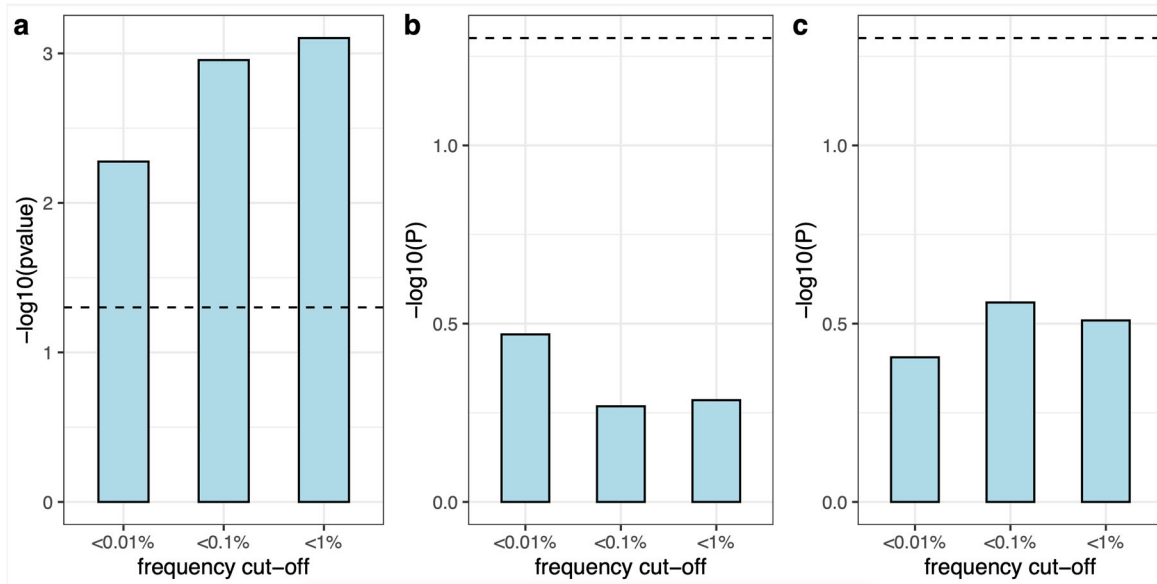 a
3
2
1
0
−log10(pvalue)
<0.01%
<0.1%
<1%
frequency cut−off
b
1.0
0.5
0.0
−log10(P)
<0.01%
<0.1%
<1%
frequency cut−off
c
1.0
0.5
0.0
−log10(P)
<0.01%
<0.1%
<1%
frequency cut−off